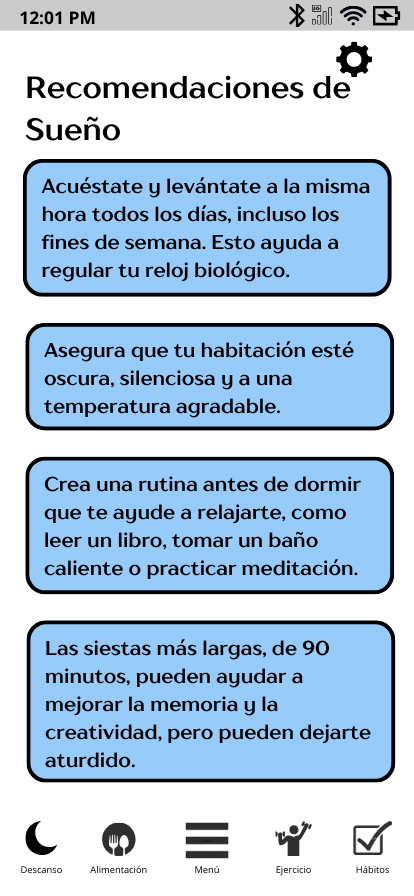 12:01 PM
Recomendaciones de
Sueño
Acuéstate y levántate a la misma
hora todos los días, incluso los
fines de semana. Esto ayuda a
regular tu reloj biológico.
Asegura que tu habitación esté
oscura, silenciosa y a una
temperatura agradable.
Crea una rutina antes de dormir
que te ayude a relajarte, como
leer un libro, tomar un baño
caliente o practicar meditación.
Las siestas más largas, de 90
minutos, pueden ayudar a
mejorar la memoria y la
creatividad, pero pueden dejarte
aturdido.
Descanso Alimentación Menú Ejercicio Hábitos